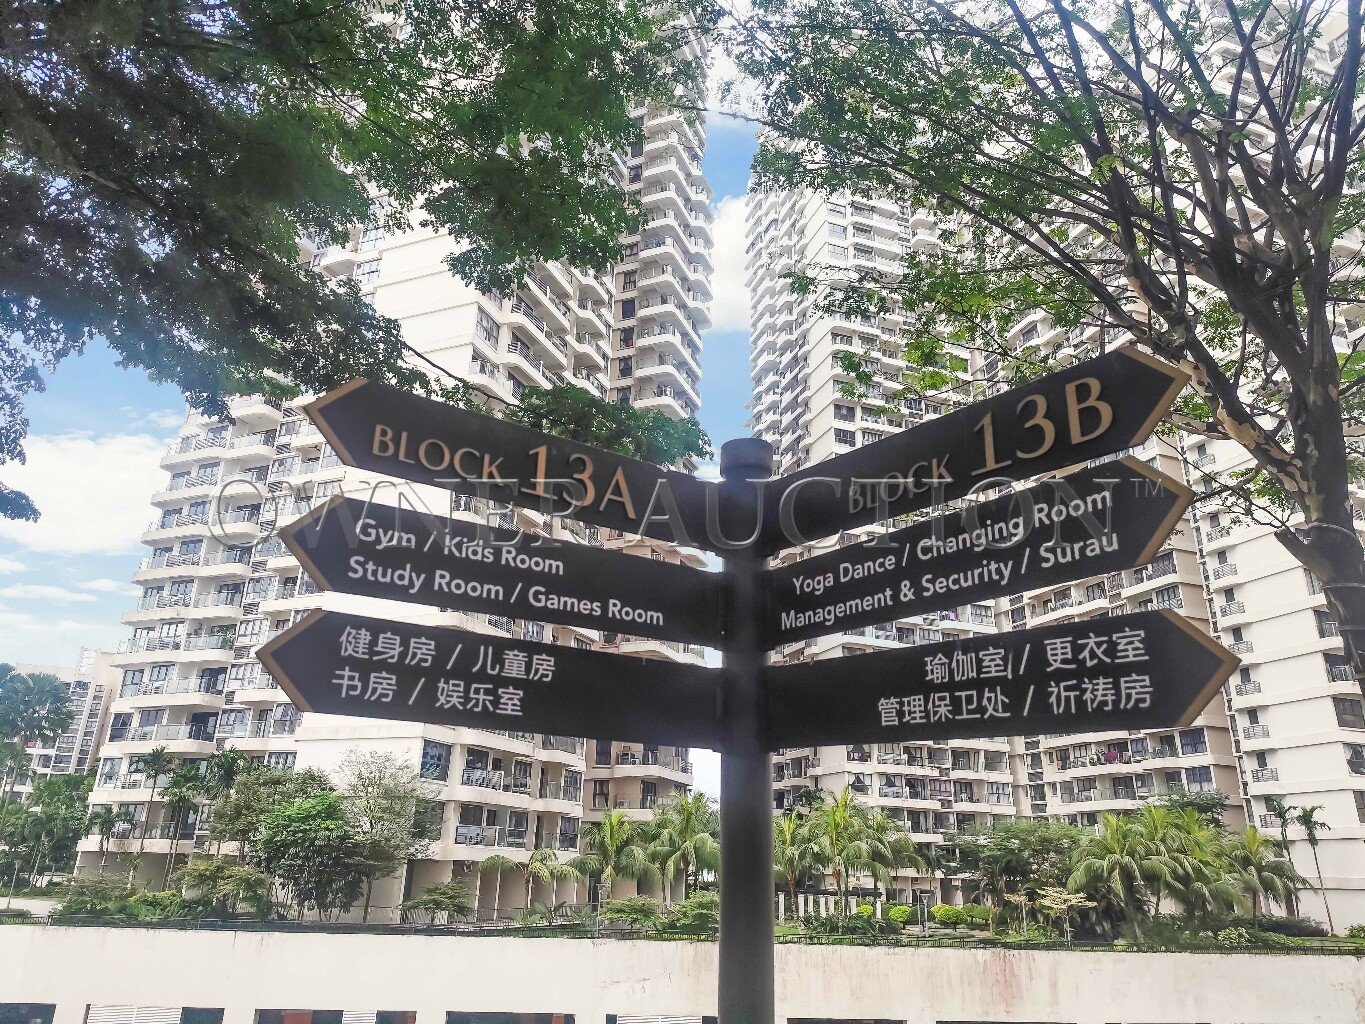 BLOCK 13A
Gym / Kids Room
Study Room / Games Room
健身房 / 儿童房
书房 / 娱乐室
BLOCK 13B
Yoga Dance / Changing Room
Management & Security / Surau
瑜伽室 / 更衣室
管理保卫处 / 祈祷房
OWNER AUCTION™